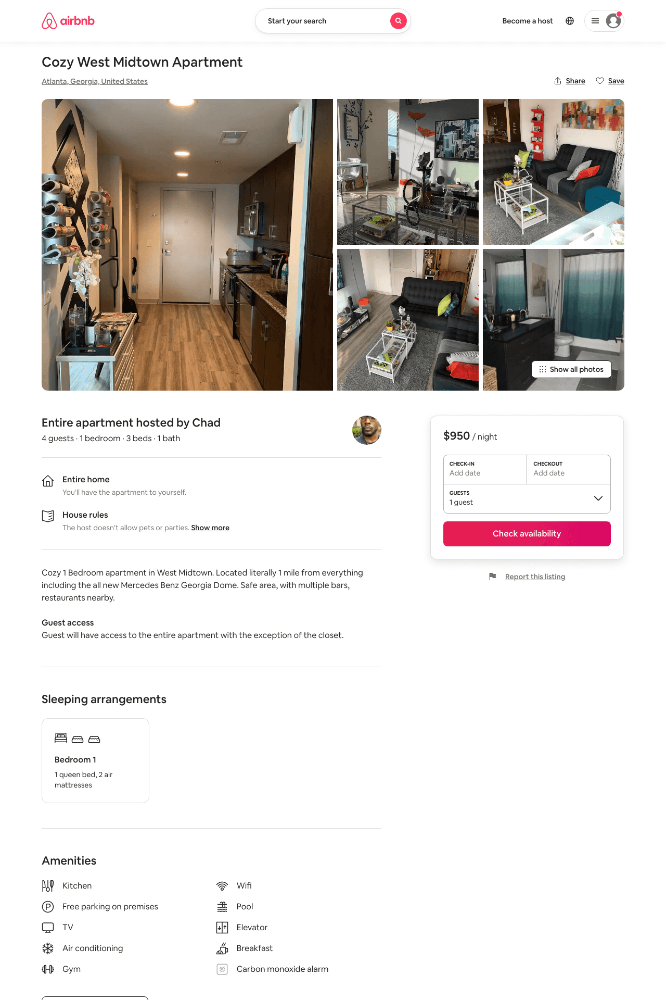 airbnb
Start your search
Become a host
Cozy West Midtown Apartment
Atlanta, Georgia, United States
Share
Save
Show all photos
Entire apartment hosted by Chad
4 guests · 1 bedroom · 3 beds · 1 bath
$950 / night
CHECK-IN
Add date
CHECKOUT
Add date
GUESTS
1 guest
Check availability
Report this listing
Entire home
You’ll have the apartment to yourself.
House rules
The host doesn’t allow pets or parties. Show more
Cozy 1 Bedroom apartment in West Midtown. Located literally 1 mile from everything
including the all new Mercedes Benz Georgia Dome. Safe area, with multiple bars,
restaurants nearby.
Guest access
Guest will have access to the entire apartment with the exception of the closet.
Sleeping arrangements
Bedroom 1
1 queen bed, 2 air
mattresses
Amenities
Kitchen
Wifi
Free parking on premises
Pool
TV
Elevator
Air conditioning
Breakfast
Gym
Carbon monoxide alarm